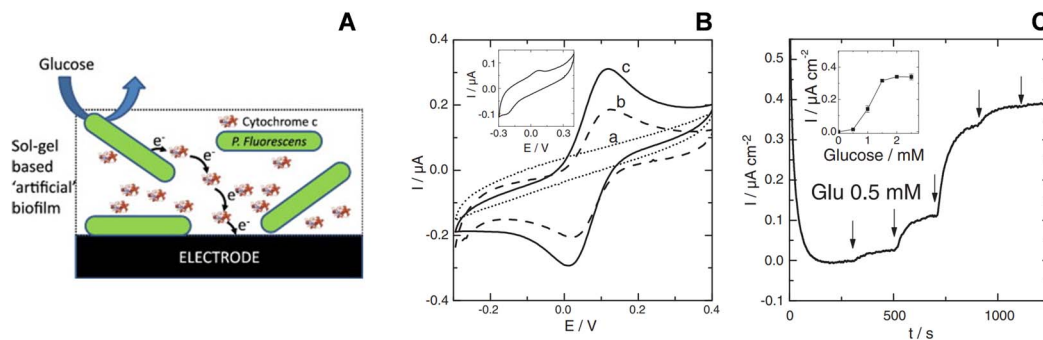 A
Glucose
Cytochrome c
P. Fluorescens
e-
e-
e-
e-
Sol-gel
based
'artificial'
biofilm
ELECTRODE
B
0.4
0.2
0.0
-0.2
-0.4
I / µA
-0.2
0.0
0.2
0.4
E / V
a
b
c
0.1
0.0
-0.1
I / µA
-0.3
0.0
0.3
E / V
C
0.5
0.4
0.3
0.2
0.1
0.0
-0.1
I / µA cm-2
0
500
1000
t / s
Glu 0.5 mM
0.4
0.2
0.0
I / µA cm-2
0
1
2
Glucose / mM